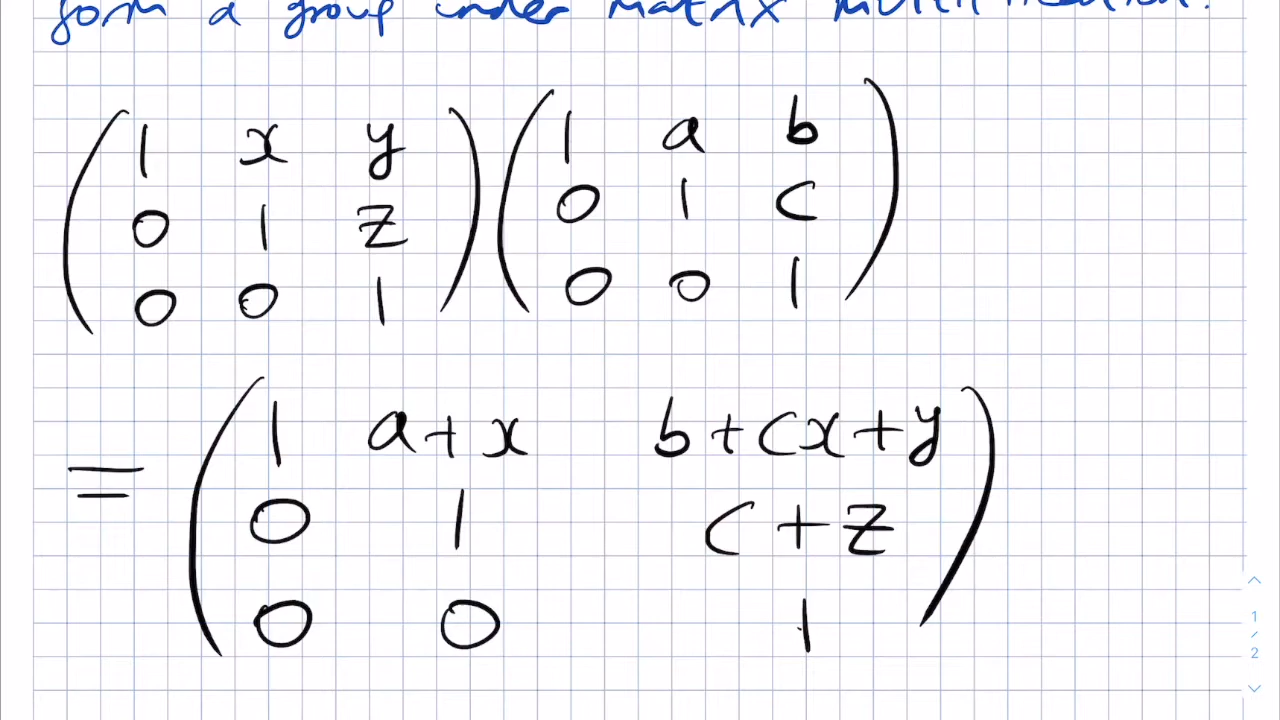 form a group under matrix multiplication.
1 x y 1 a b
0 1 z 0 1 c
0 0 1 0 0 1
= 1 a+x b+cx+y
0 1 c+z
0 0 1
1
/
2